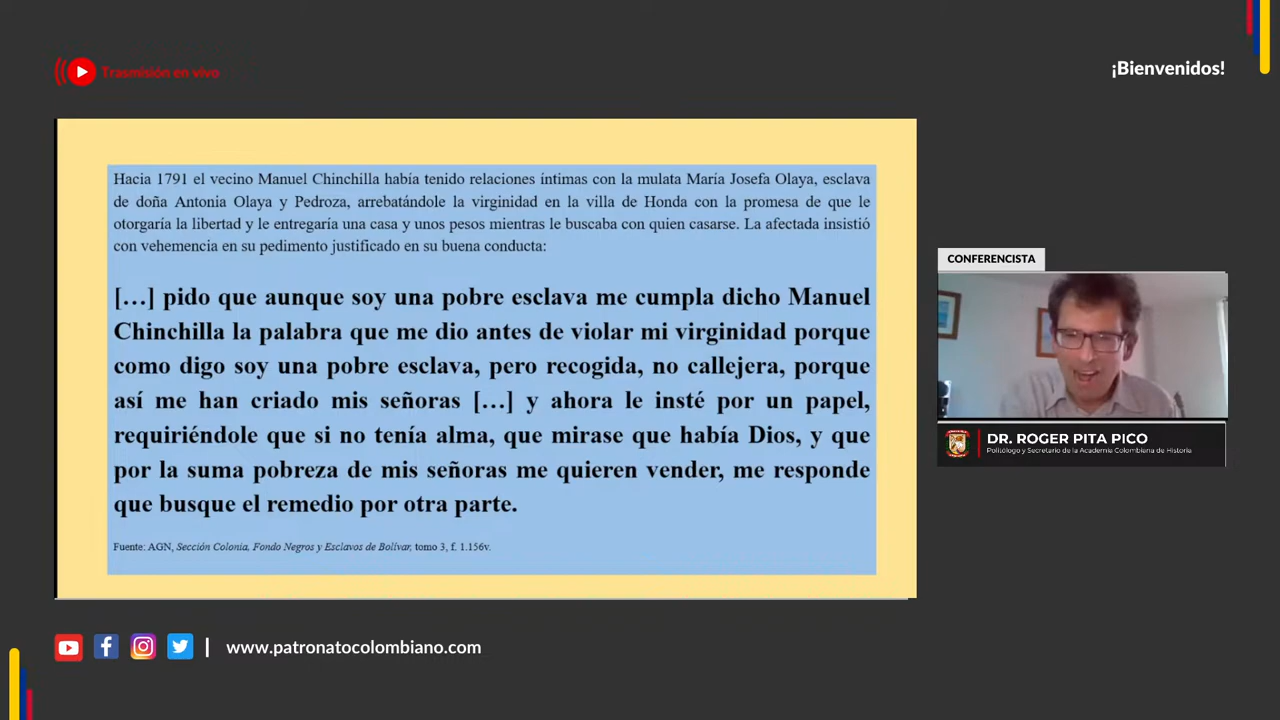 Trasmisión en vivo
¡Bienvenidos!
Hacia 1791 el vecino Manuel Chinchilla había tenido relaciones íntimas con la mulata María Josefa Olaya, esclava
de doña Antonia Olaya y Pedroza, arrebatándole la virginidad en la villa de Honda con la promesa de que le
otorgaría la libertad y le entregaría una casa y unos pesos mientras le buscaba con quien casarse. La afectada insistió
con vehemencia en su pedimento justificado en su buena conducta:
[…] pido que aunque soy una pobre esclava me cumpla dicho Manuel
Chinchilla la palabra que me dio antes de violar mi virginidad porque
como digo soy una pobre esclava, pero recogida, no callejera, porque
así me han criado mis señoras […] y ahora le insté por un papel,
requiriéndole que si no tenía alma, que mirase que había Dios, y que
por la suma pobreza de mis señoras me quieren vender, me responde
que busque el remedio por otra parte.
Fuente: AGN, Sección Colonia, Fondo Negros y Esclavos de Bolívar, tomo 3, f. 1.156v.
CONFERENCISTA
DR. ROGER PITA PICO
Politólogo y Secretario de la Academia Colombiana de Historia
www.patronatocolombiano.com